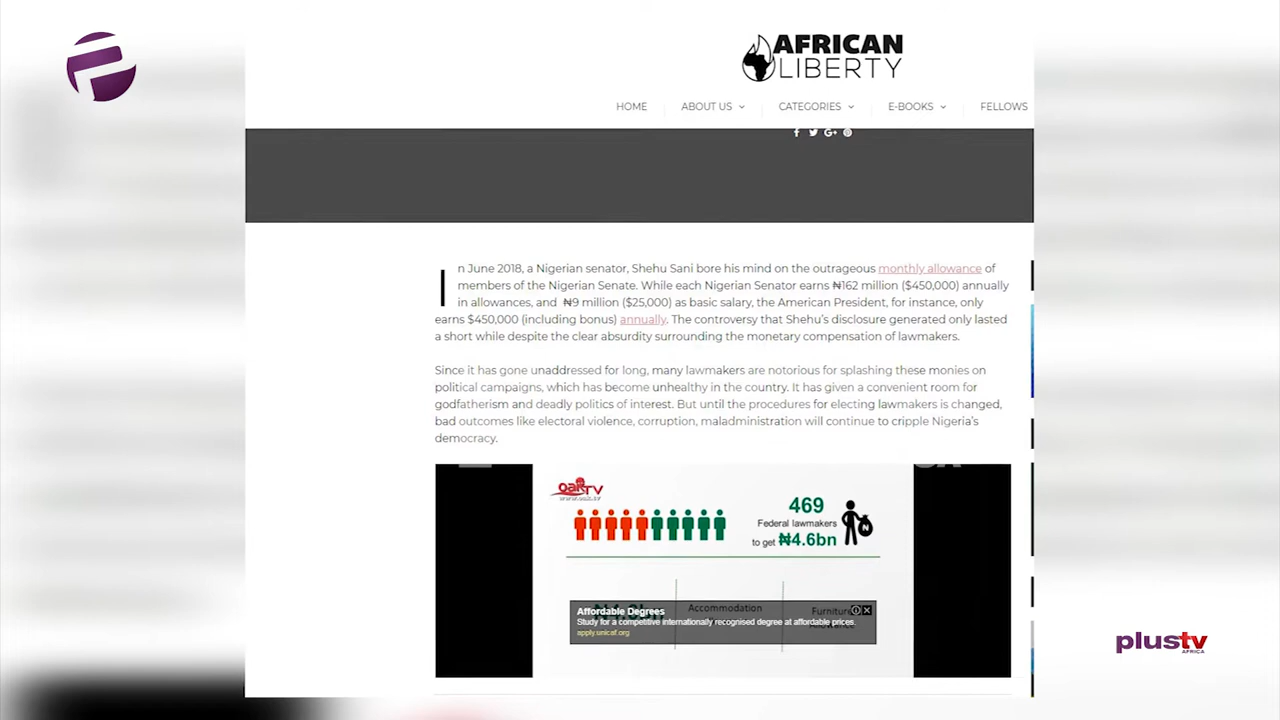 AFRICAN
LIBERTY
HOME ABOUT US CATEGORIES E-BOOKS FELLOWS
In June 2018, a Nigerian senator, Shehu Sani bore his mind on the outrageous monthly allowance of
members of the Nigerian Senate. While each Nigerian Senator earns ₦162 million ($450,000) annually
in allowances, and ₦9 million ($25,000) as basic salary, the American President, for instance, only
earns $450,000 (including bonus) annually. The controversy that Shehu's disclosure generated only lasted
a short while despite the clear absurdity surrounding the monetary compensation of lawmakers.
Since it has gone unaddressed for long, many lawmakers are notorious for splashing these monies on
political campaigns, which has become unhealthy in the country. It has given a convenient room for
godfatherism and deadly politics of interest. But until the procedures for electing lawmakers is changed,
bad outcomes like electoral violence, corruption, maladministration will continue to cripple Nigeria's
democracy.
oak TV
469
Federal lawmakers
to get ₦4.6bn
N
Accommodation
Furniture
Affordable Degrees
Study for a competitive internationally recognised degree at affordable prices.
apply.unicaf.org
plustv
AFRICA